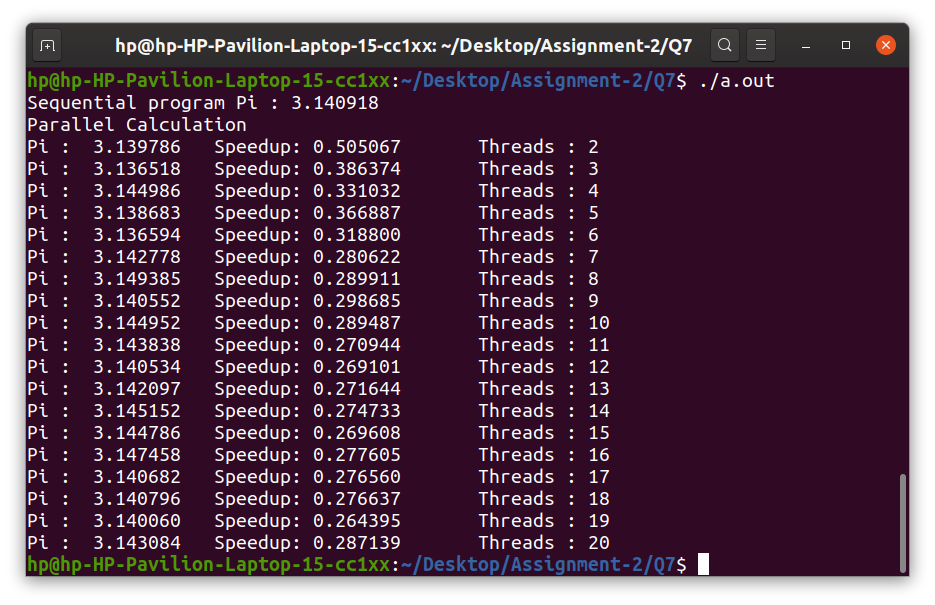 hp@hp-HP-Pavilion-Laptop-15-cc1xx: ~/Desktop/Assignment-2/Q7
hp@hp-HP-Pavilion-Laptop-15-cc1xx:~/Desktop/Assignment-2/Q7$ ./a.out
Sequential program Pi : 3.140918
Parallel Calculation
Pi :  3.139786   Speedup: 0.505067       Threads : 2
Pi :  3.136518   Speedup: 0.386374       Threads : 3
Pi :  3.144986   Speedup: 0.331032       Threads : 4
Pi :  3.138683   Speedup: 0.366887       Threads : 5
Pi :  3.136594   Speedup: 0.318800       Threads : 6
Pi :  3.142778   Speedup: 0.280622       Threads : 7
Pi :  3.149385   Speedup: 0.289911       Threads : 8
Pi :  3.140552   Speedup: 0.298685       Threads : 9
Pi :  3.144952   Speedup: 0.289487       Threads : 10
Pi :  3.143838   Speedup: 0.270944       Threads : 11
Pi :  3.140534   Speedup: 0.269101       Threads : 12
Pi :  3.142097   Speedup: 0.271644       Threads : 13
Pi :  3.145152   Speedup: 0.274733       Threads : 14
Pi :  3.144786   Speedup: 0.269608       Threads : 15
Pi :  3.147458   Speedup: 0.277605       Threads : 16
Pi :  3.140682   Speedup: 0.276560       Threads : 17
Pi :  3.140796   Speedup: 0.276637       Threads : 18
Pi :  3.140060   Speedup: 0.264395       Threads : 19
Pi :  3.143084   Speedup: 0.287139       Threads : 20
hp@hp-HP-Pavilion-Laptop-15-cc1xx:~/Desktop/Assignment-2/Q7$